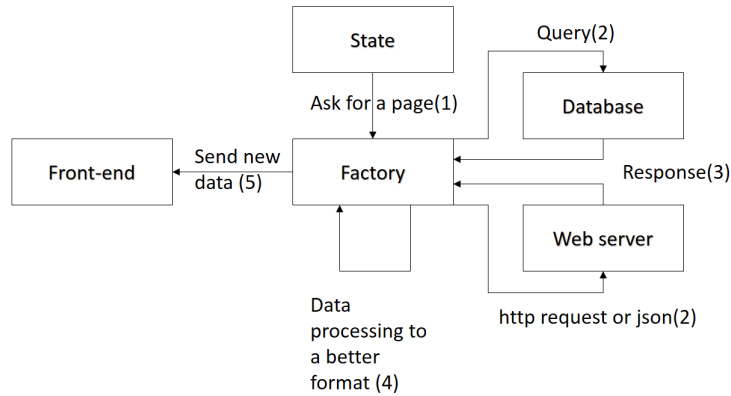 State
Query(2)
Ask for a page(1)
Database
Front-end
Send new
data (5)
Factory
Response(3)
Web server
Data
processing to
a better
format (4)
http request or json(2)